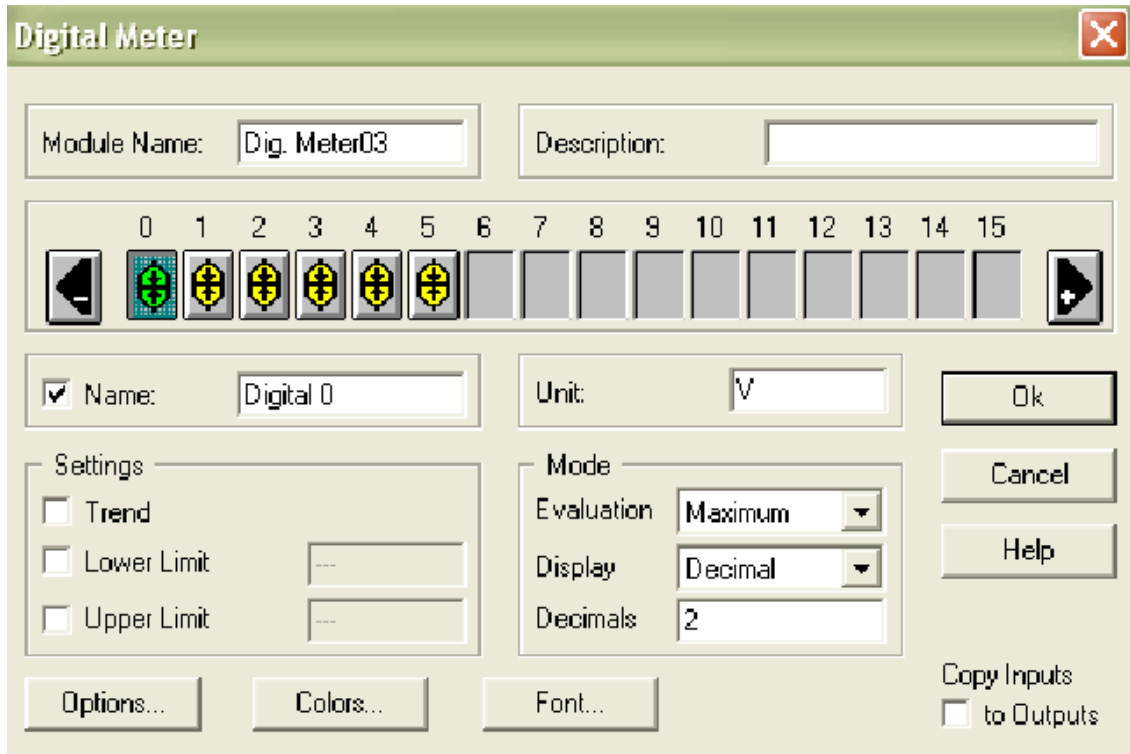 Digital Meter
Module Name: Dig. Meter03 Description:
0 1 2 3 4 5 6 7 8 9 10 11 12 13 14 15
- +
Name: Digital 0 Unit: V Ok
Settings Mode Cancel
Trend Evaluation Maximum
Lower Limit --- Display Decimal Help
Upper Limit --- Decimals 2
Options... Colors... Font... Copy Inputs
to Outputs